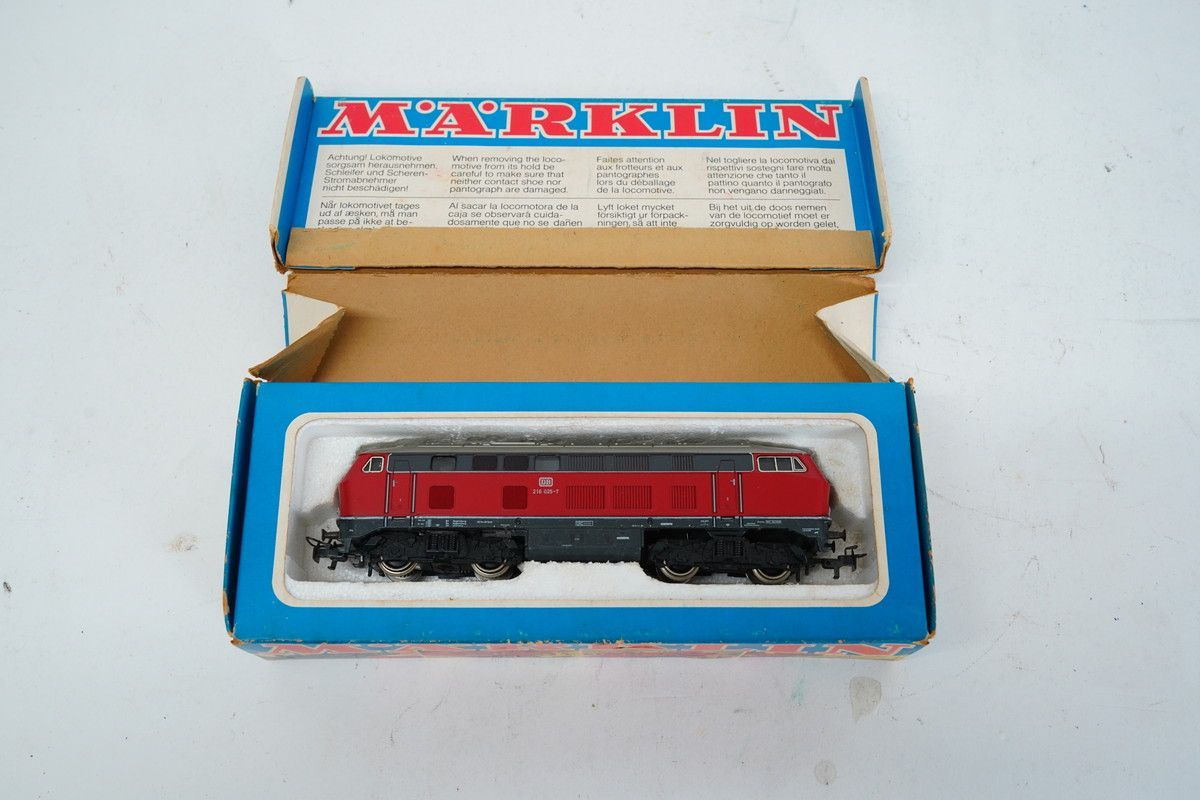 MÄRKLIN
Achtung! Lokomotive
sorgsam herausnehmen,
Schleifer und Scheren-
Stromabnehmer
nicht beschädigen!
When removing the loco-
motive from its hold be
careful to make sure that
neither contact shoe nor
pantograph are damaged.
Faites attention
aux frotteurs et aux
pantographes
lors du déballage
de la locomotive.
Nel togliere la locomotiva dai
rispettivi sostegni fare molta
attenzione che tanto il
pattino quanto il pantografo
non vengano danneggiati.
Når lokomotivet tages
ud af æsken, må man
passe på ikke at be-
Al sacar la locomotora de la
caja se observará cuida-
dosamente que no se dañen
Lyft loket mycket
försiktigt ur förpack-
ningen, så att inte
Bij het uit de doos nemen
van de locomotief moet er
zorgvuldig op worden gelet,
DB
216 025-7
MÄRKLIN